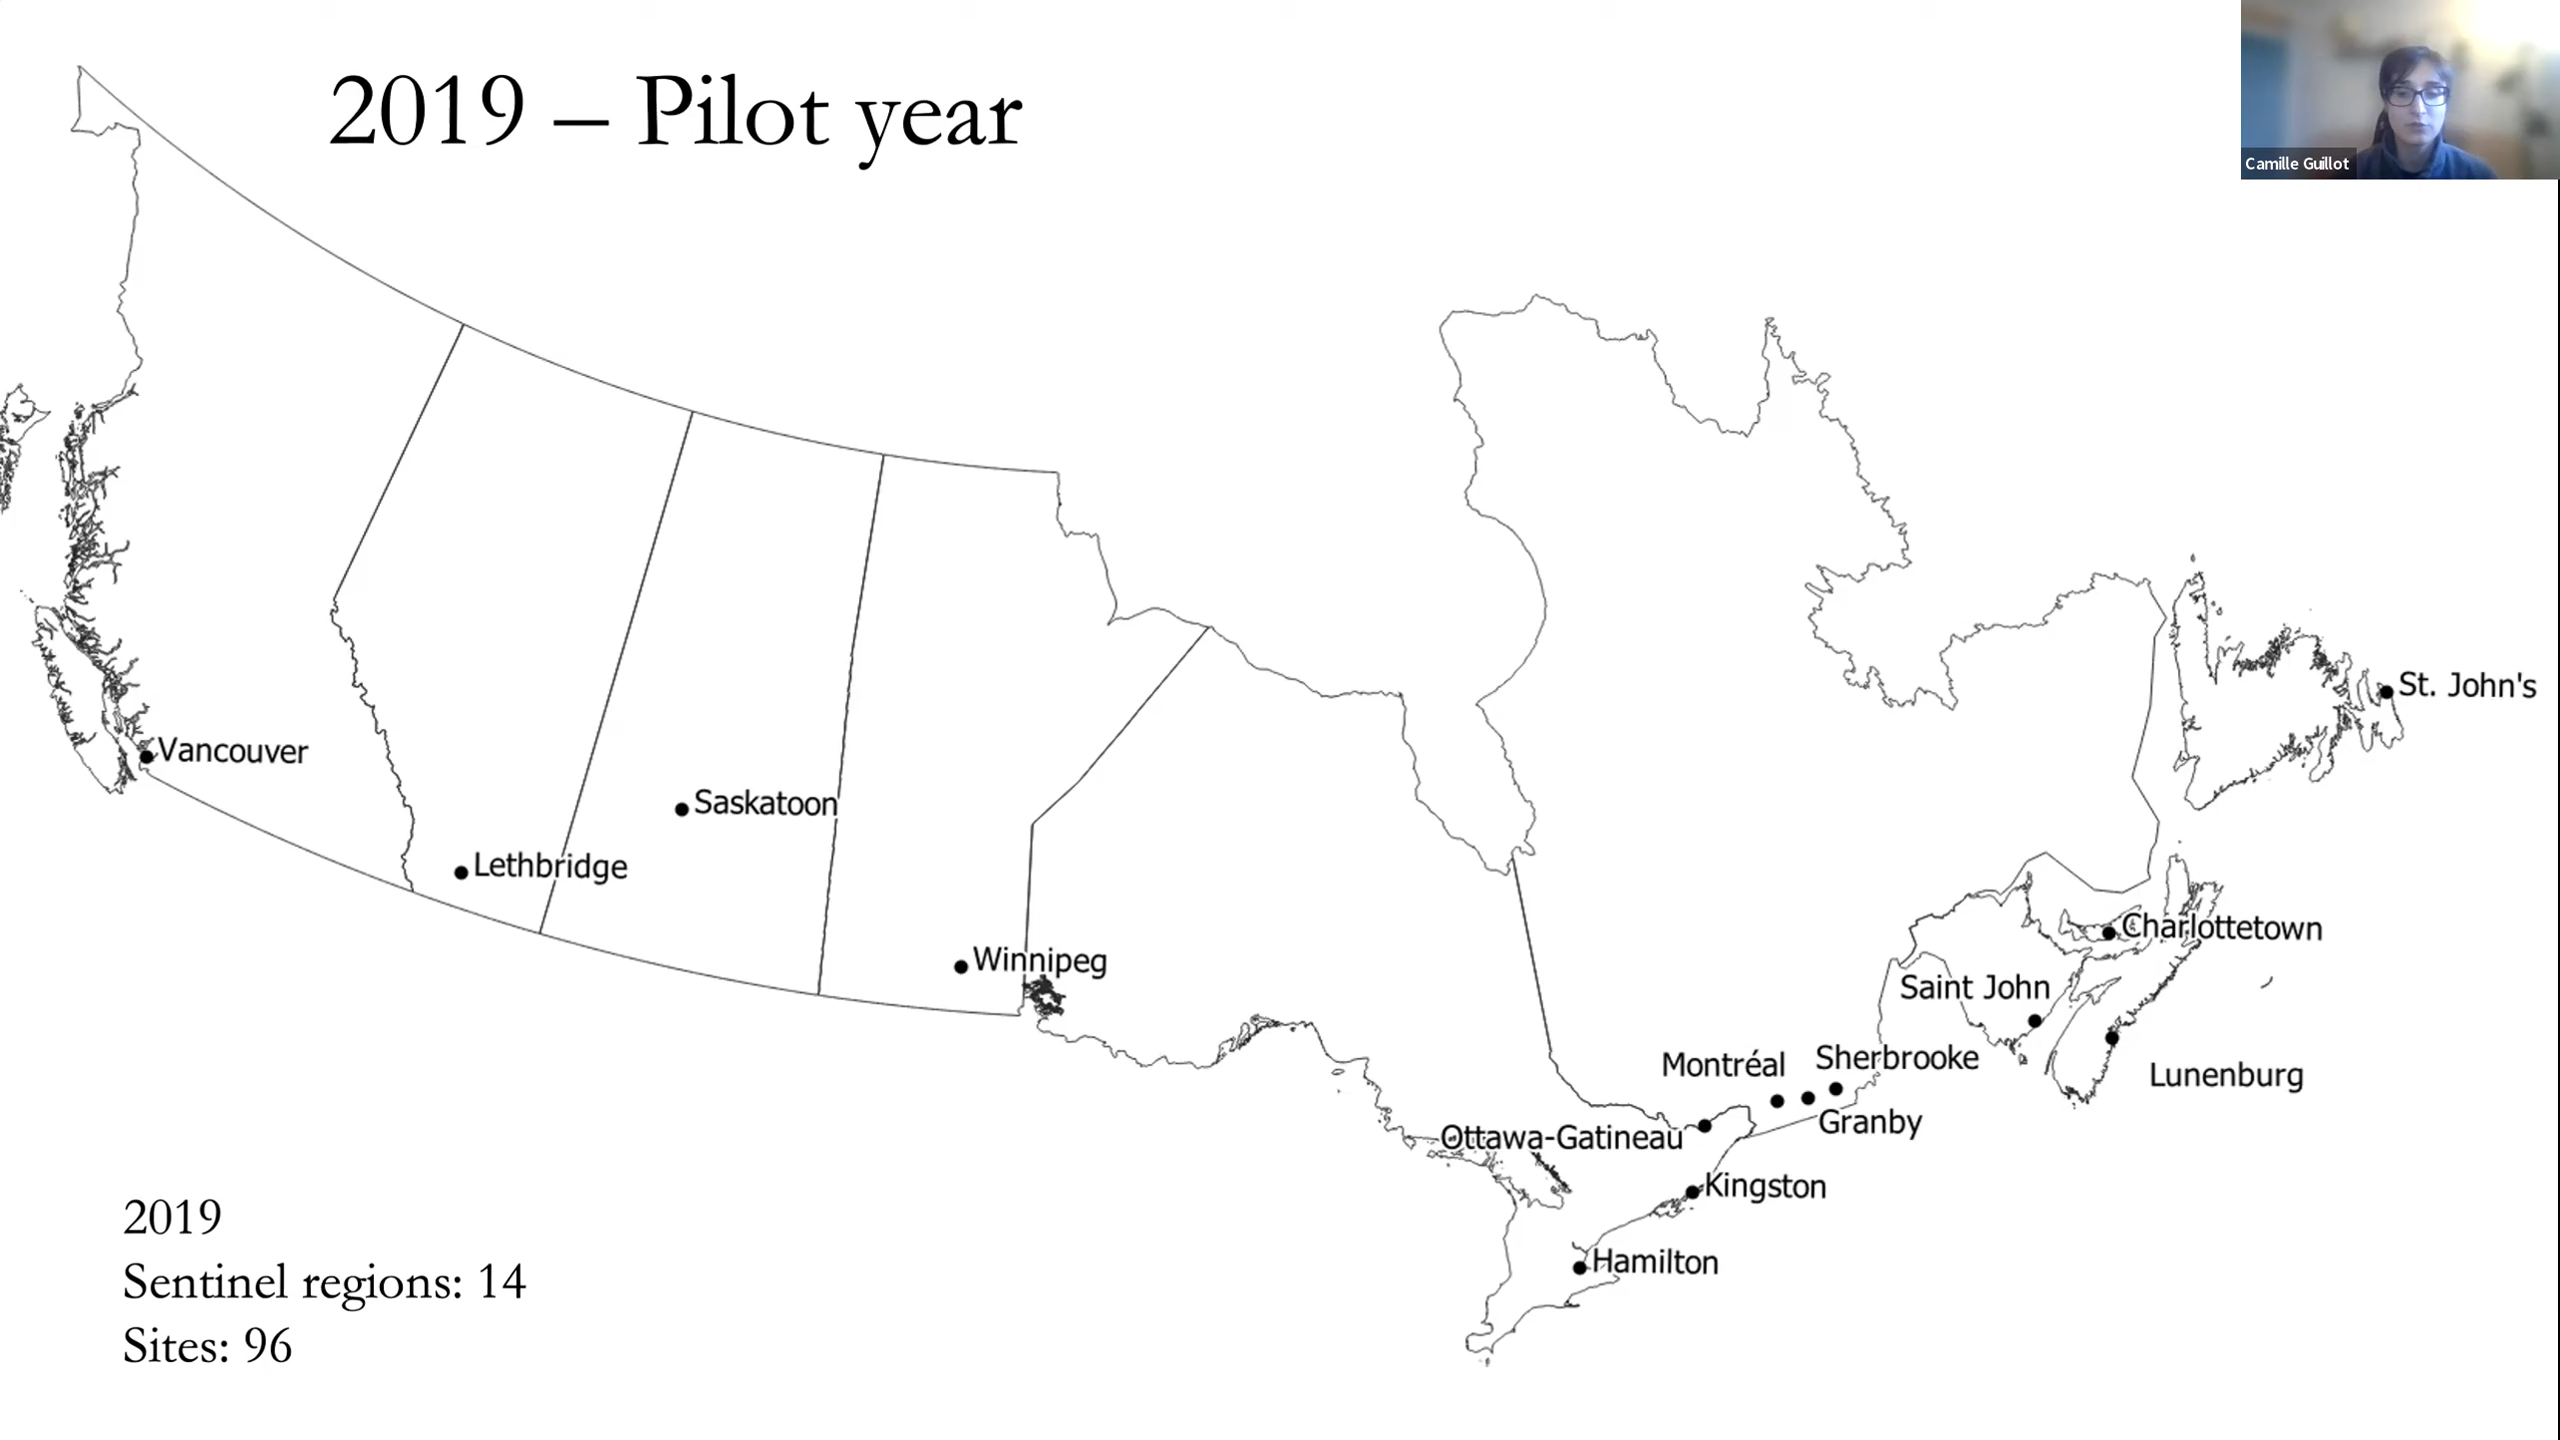 2019 – Pilot year
Camille Guillot
St. John's
Vancouver
Saskatoon
Lethbridge
Charlottetown
Winnipeg
Saint John
Montréal
Sherbrooke
Lunenburg
Granby
Ottawa-Gatineau
Kingston
Hamilton
2019
Sentinel regions: 14
Sites: 96